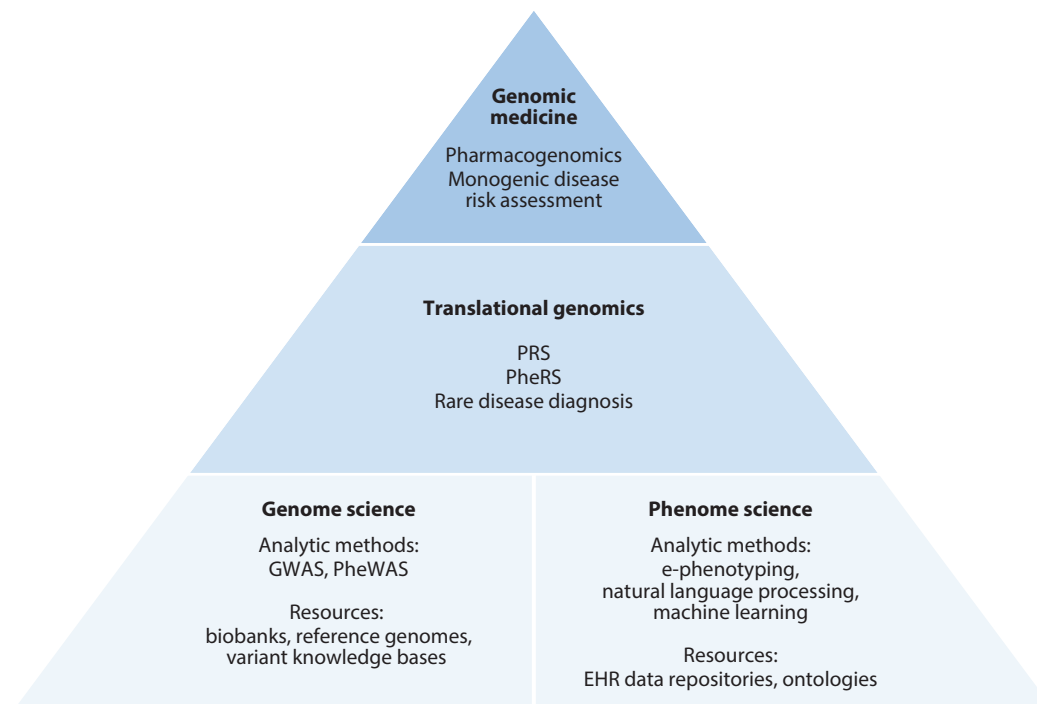 Genomic
medicine
Pharmacogenomics
Monogenic disease
risk assessment
Translational genomics
PRS
PheRS
Rare disease diagnosis
Genome science
Analytic methods:
GWAS, PheWAS
Resources:
biobanks, reference genomes,
variant knowledge bases
Phenome science
Analytic methods:
e-phenotyping,
natural language processing,
machine learning
Resources:
EHR data repositories, ontologies